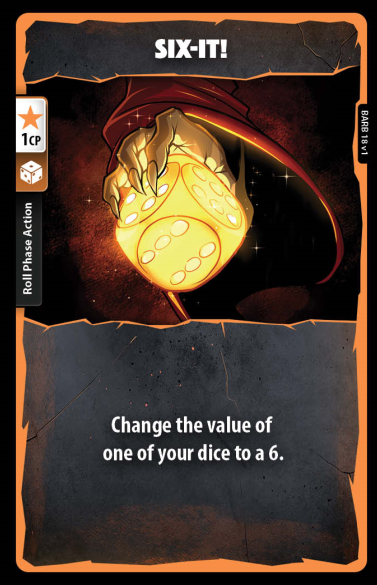 SIX-IT!
1CP
Roll Phase Action
BARB 18 v1
Change the value of
one of your dice to a 6.